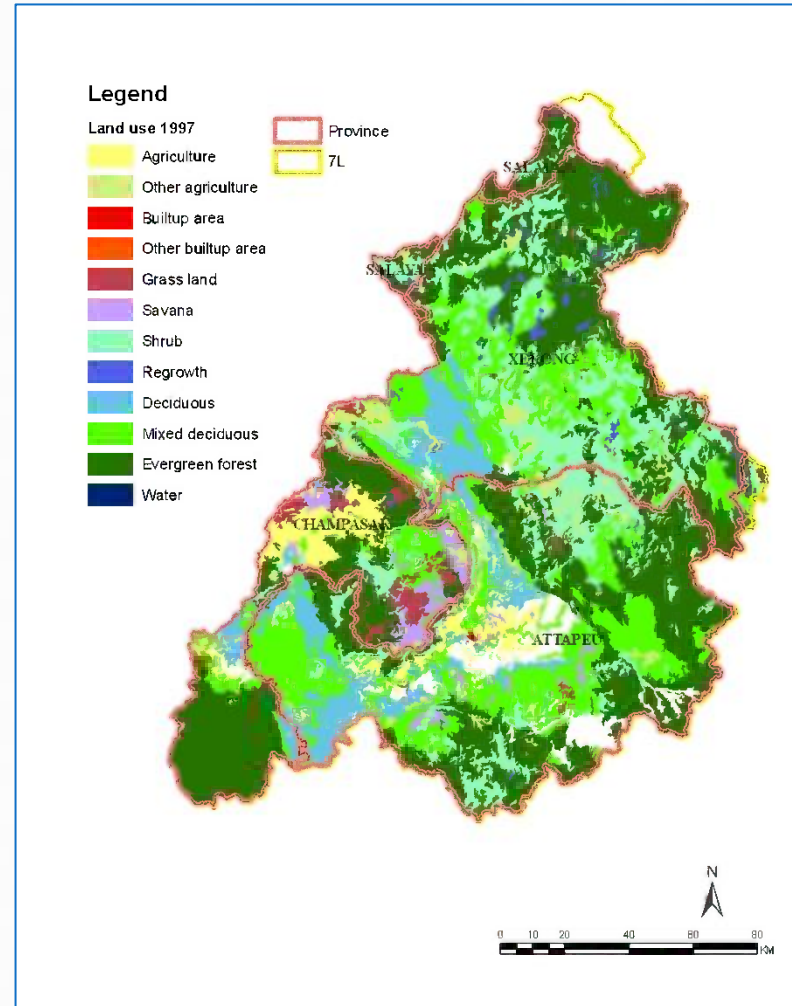 Legend
Land use 1997
Agriculture
Other agriculture
Builtup area
Other builtup area
Grass land
Savana
Shrub
Regrowth
Deciduous
Mixed deciduous
Evergreen forest
Water
Province
7L
CHAMPASAK
ATTAPEU
N
0 10 20 40 60 80
KM